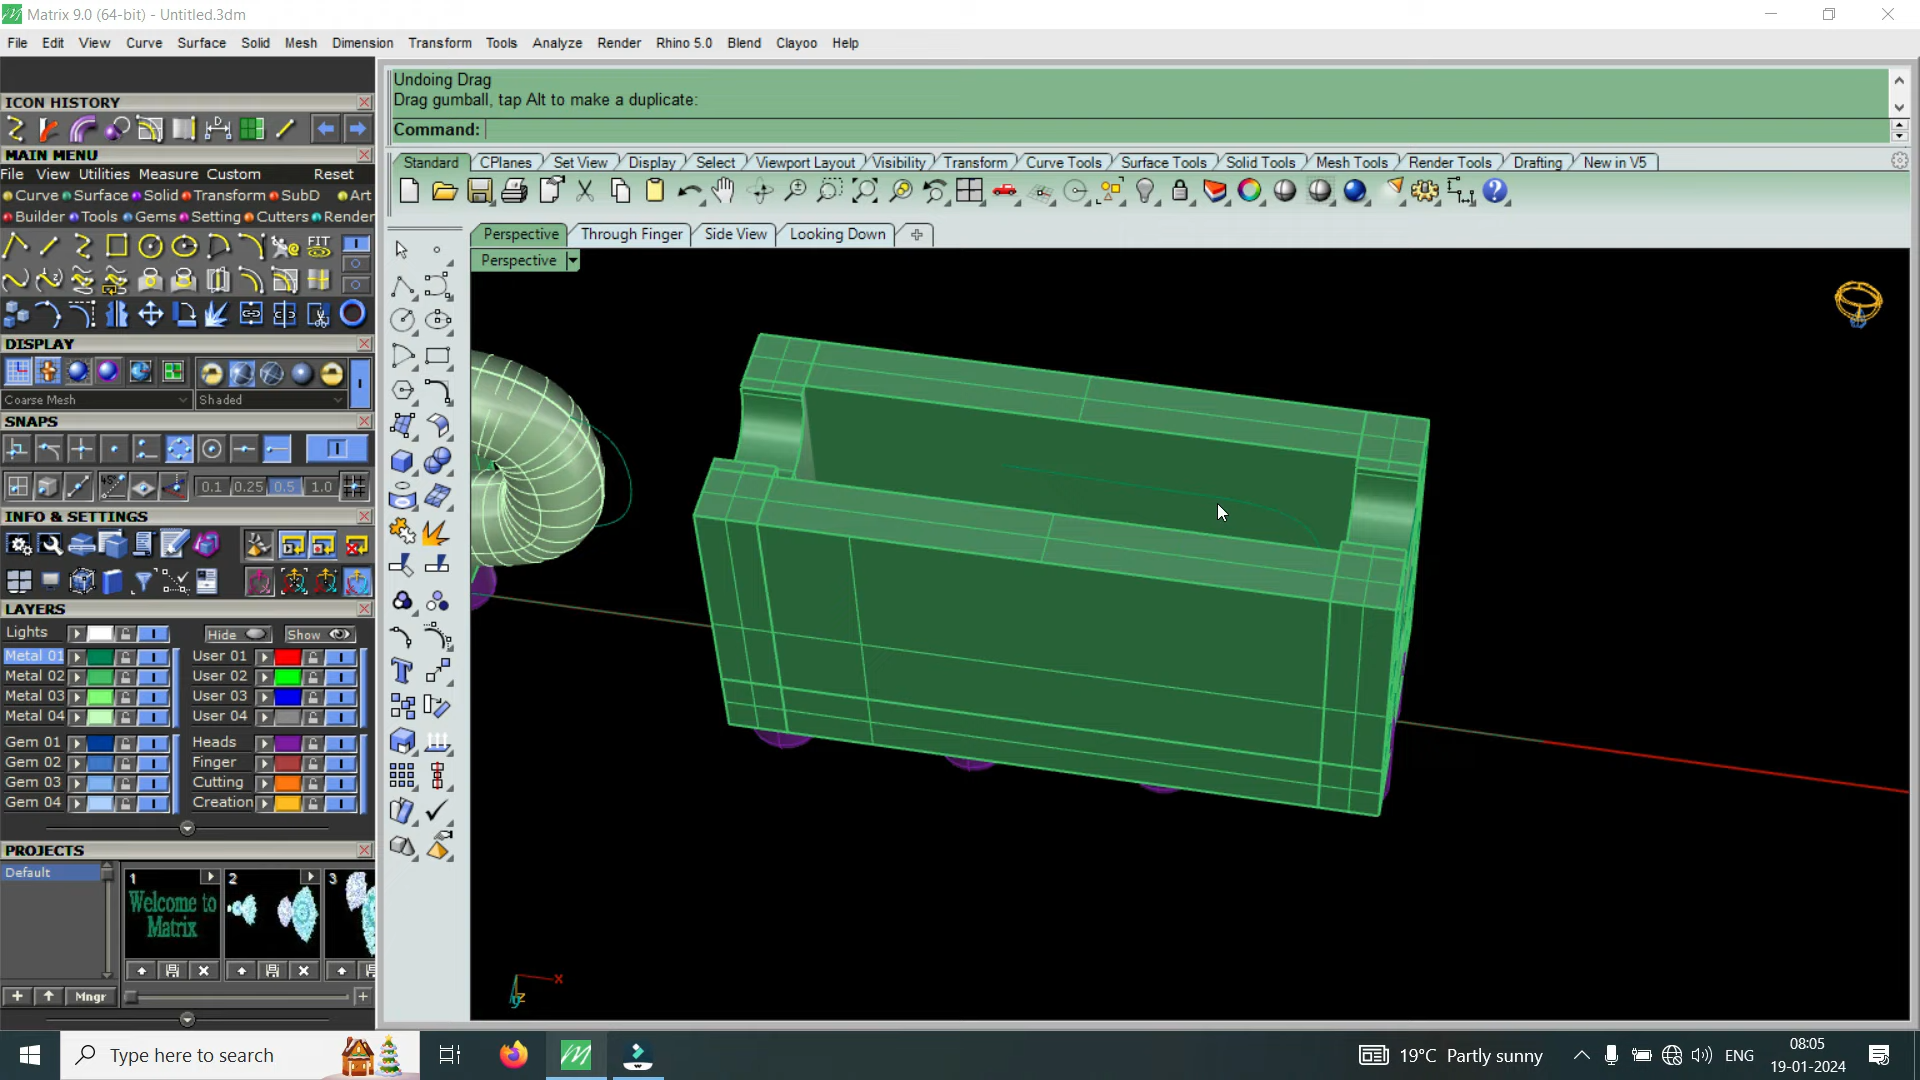 Matrix 9.0 (64-bit) - Untitled.3dm
File Edit View Curve Surface Solid Mesh Dimension Transform Tools Analyze Render Rhino 5.0 Blend Clayoo Help
Undoing Drag
Drag gumball, tap Alt to make a duplicate:
Command:
ICON HISTORY
MAIN MENU
File View Utilities Measure Custom Reset
Curve Surface Solid Transform SubD Art
Builder Tools Gems Setting Cutters Render
FIT
Standard CPlanes Set View Display Select Viewport Layout Visibility Transform Curve Tools Surface Tools Solid Tools Mesh Tools Render Tools Drafting New in V5
Perspective Through Finger Side View Looking Down
Perspective
DISPLAY
Coarse Mesh Shaded
SNAPS
0.1 0.25 0.5 1.0
INFO & SETTINGS
LAYERS
Lights Hide Show
Metal 01 User 01
Metal 02 User 02
Metal 03 User 03
Metal 04 User 04
Gem 01 Heads
Gem 02 Finger
Gem 03 Cutting
Gem 04 Creation
PROJECTS
Default
1 2 3
Welcome to
Matrix
Mngr
x
z
y
Type here to search
19°C Partly sunny
ENG
08:05
19-01-2024